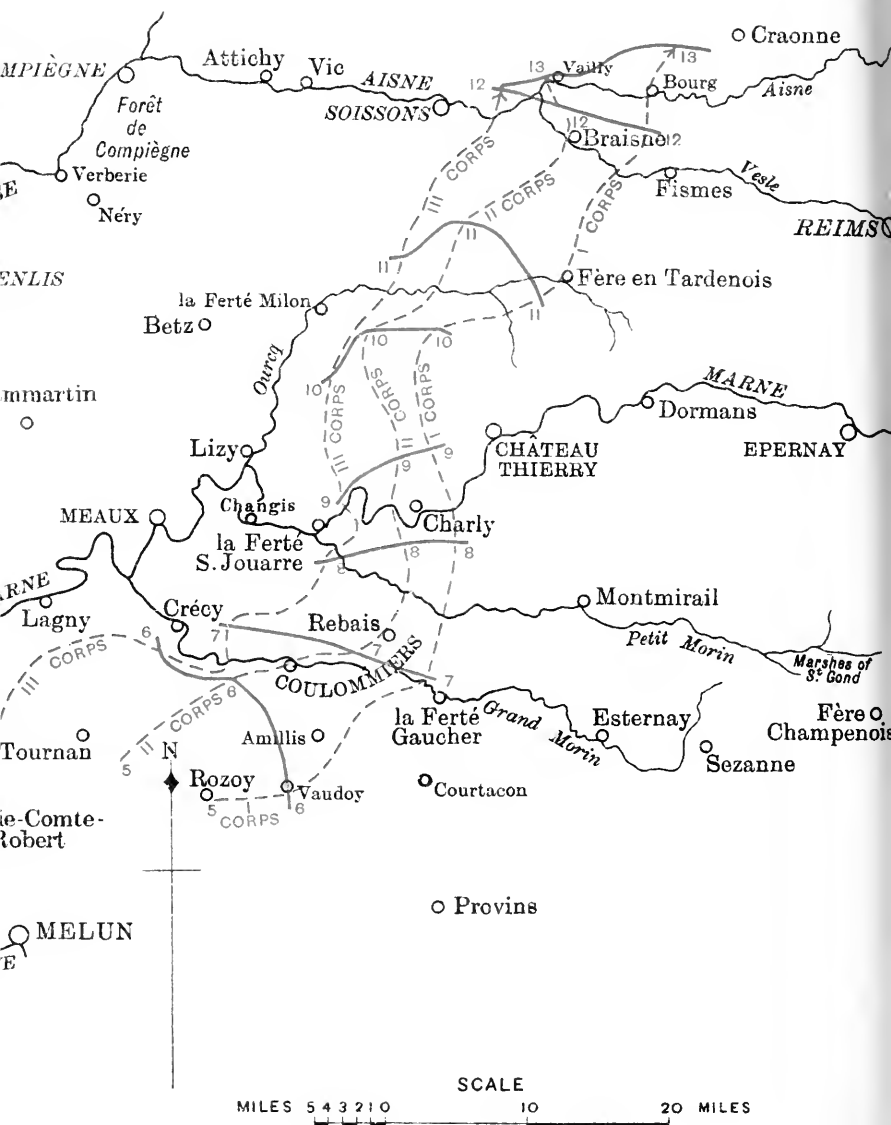 Craonne
MPIÈGNE
Attichy
Vic
AISNE
13
Vailly
13
12
Bourg
Aisne
Forêt
de
Compiègne
SOISSONS
12
Braisne
12
Verberie
Néry
III CORPS
II CORPS
I CORPS
Fismes
Vesle
REIMS
ENLIS
11
11
11
Fère en Tardenois
la Ferté Milon
Betz
Ourcq
10
10
10
mmartin
III CORPS
II CORPS
I CORPS
MARNE
Dormans
EPERNAY
CHÂTEAU
THIERRY
Lizy
9
9
9
MEAUX
Changis
Charly
la Ferté
S. Jouarre
8
8
8
ARNE
Lagny
Crécy
Rebais
Montmirail
Petit Morin
Marshes of
St. Gond
6
7
7
7
III CORPS
COULOMMIERS
II CORPS
6
la Ferté
Gaucher
Grand Morin
Esternay
Sezanne
Fère
Champenois
Tournan
5
N
Amillis
Rozoy
5
I CORPS
Vaudoy
6
Courtacon
ie-Comte-
Robert
Provins
MELUN
E
SCALE
MILES 5 4 3 2 1 0 10 20 MILES